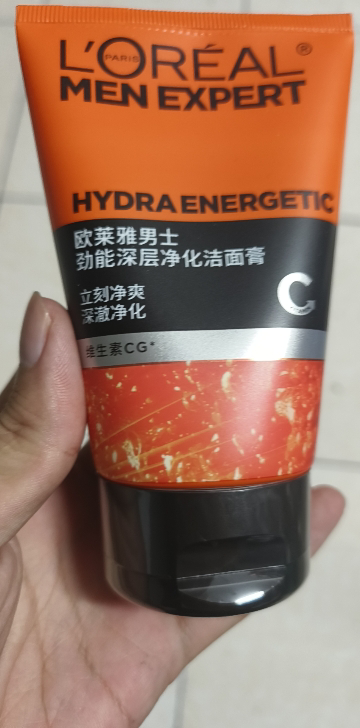 L'ORÉAL®
PARIS
MEN EXPERT
HYDRA ENERGETIC
欧莱雅男士
劲能深层净化洁面膏
立刻净爽
深澈净化
C
维生素CG*